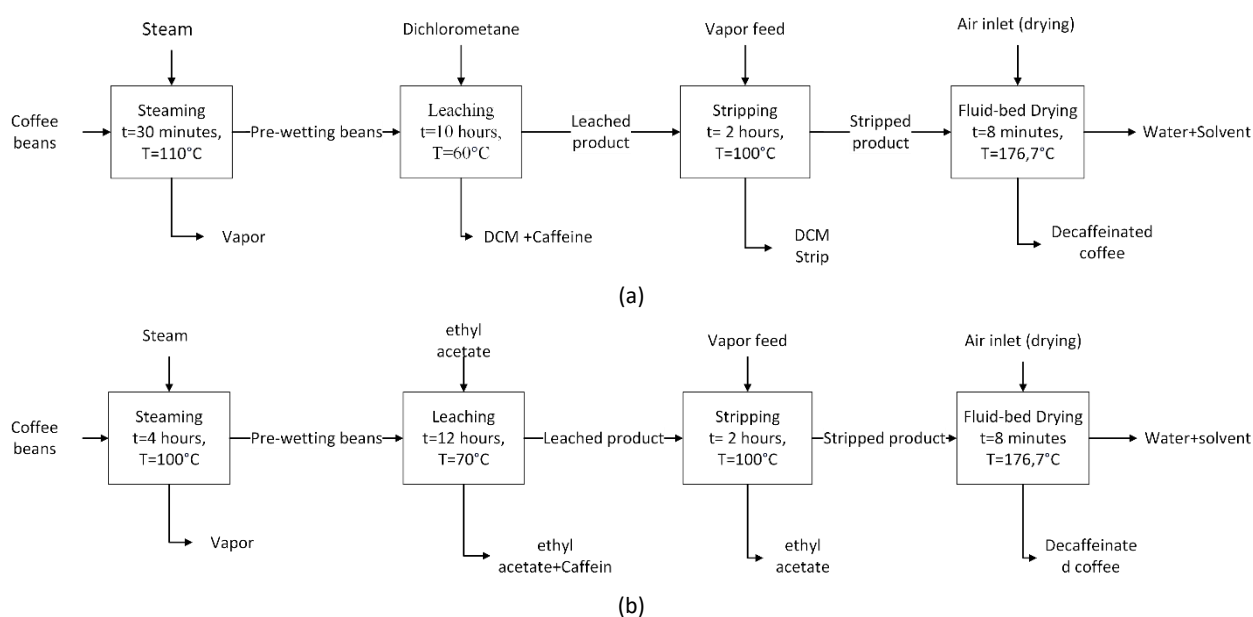 Steam
Dichlorometane
Vapor feed
Air inlet (drying)
Coffee
beans
Steaming
t=30 minutes,
T=110°C
Pre-wetting beans
Leaching
t=10 hours,
T=60°C
Leached
product
Stripping
t= 2 hours,
T=100°C
Stripped
product
Fluid-bed Drying
t=8 minutes,
T=176,7°C
Water+Solvent
Vapor
DCM +Caffeine
DCM
Strip
Decaffeinated
coffee
(a)
Steam
ethyl
acetate
Vapor feed
Air inlet (drying)
Coffee
beans
Steaming
t=4 hours,
T=100°C
Pre-wetting beans
Leaching
t=12 hours,
T=70°C
Leached product
Stripping
t= 2 hours,
T=100°C
Stripped product
Fluid-bed Drying
t=8 minutes
T=176,7°C
Water+solvent
Vapor
ethyl
acetate+Caffein
ethyl
acetate
Decaffeinate
d coffee
(b)